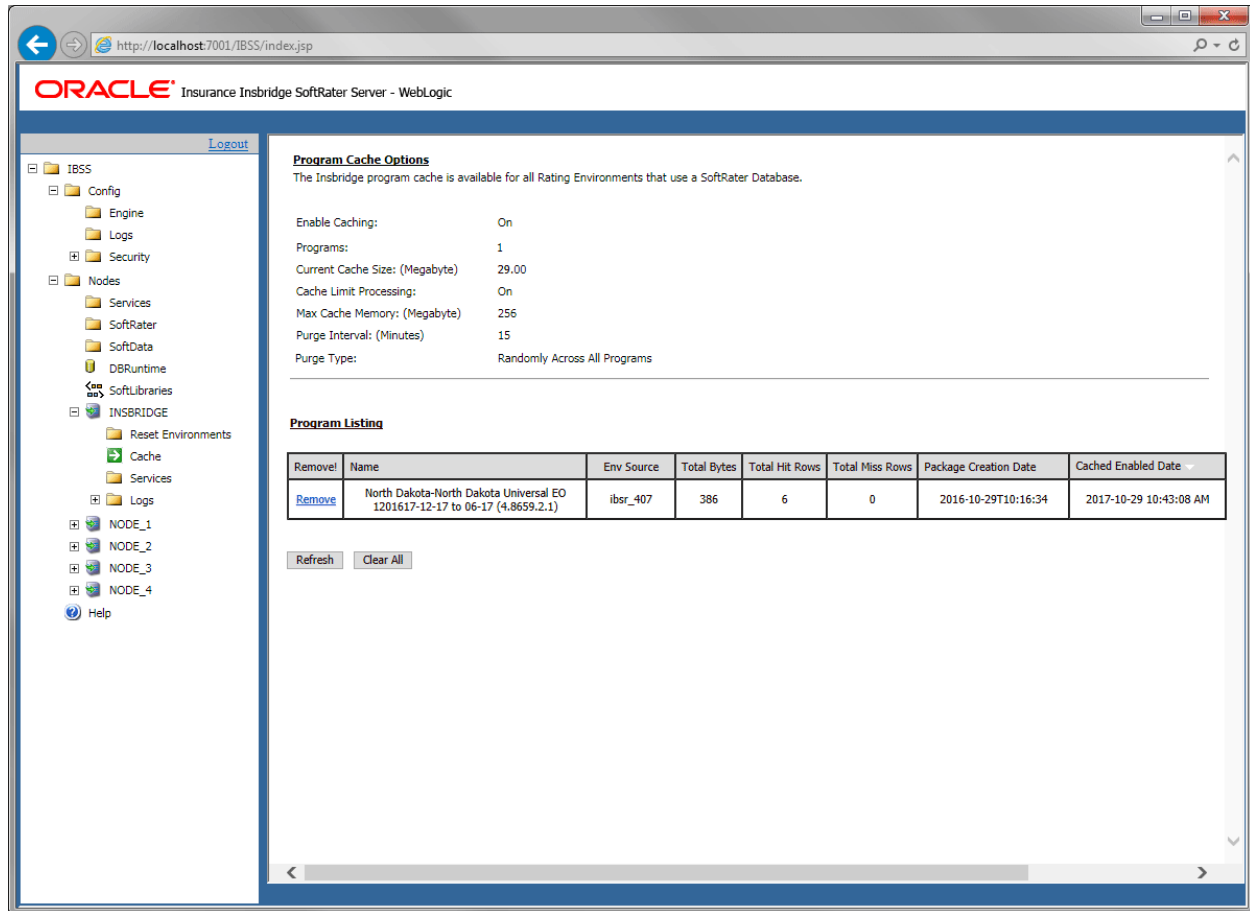 http://localhost:7001/IBSS/index.jsp
ORACLE Insurance Insbridge SoftRater Server - WebLogic
Logout
IBSS
Config
Engine
Logs
Security
Nodes
Services
SoftRater
SoftData
DBRuntime
SoftLibraries
INSBRIDGE
Reset Environments
Cache
Services
Logs
NODE_1
NODE_2
NODE_3
NODE_4
Help
Program Cache Options
The Insbridge program cache is available for all Rating Environments that use a SoftRater Database.
Enable Caching: On
Programs: 1
Current Cache Size: (Megabyte) 29.00
Cache Limit Processing: On
Max Cache Memory: (Megabyte) 256
Purge Interval: (Minutes) 15
Purge Type: Randomly Across All Programs
Program Listing
Remove! Name Env Source Total Bytes Total Hit Rows Total Miss Rows Package Creation Date Cached Enabled Date
Remove North Dakota-North Dakota Universal EO ibsr_407 386 6 0 2016-10-29T10:16:34 2017-10-29 10:43:08 AM
1201617-12-17 to 06-17 (4.8659.2.1)
Refresh Clear All